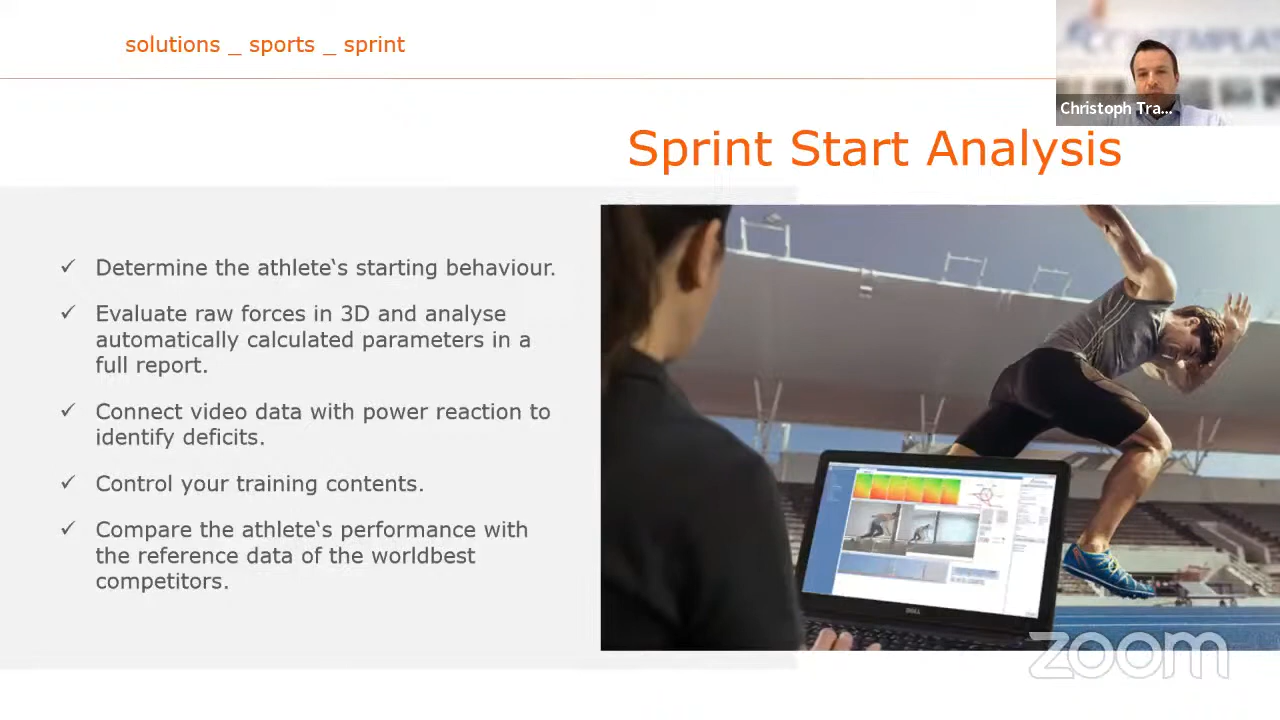 solutions _ sports _ sprint
Christoph Tra...
Sprint Start Analysis
✓ Determine the athlete‘s starting behaviour.
✓ Evaluate raw forces in 3D and analyse
automatically calculated parameters in a
full report.
✓ Connect video data with power reaction to
identify deficits.
✓ Control your training contents.
✓ Compare the athlete‘s performance with
the reference data of the worldbest
competitors.
DELL
zoom